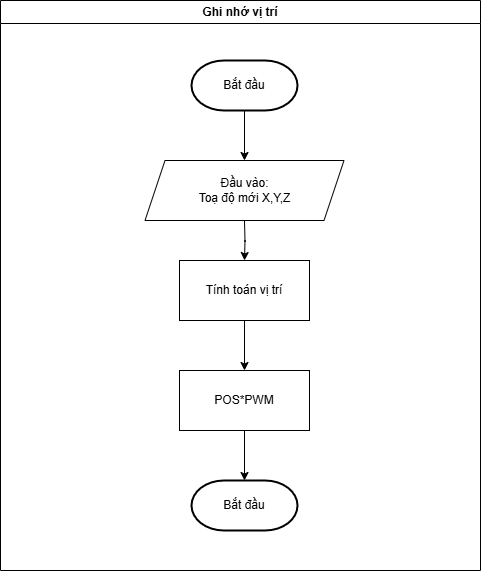 Ghi nhớ vị trí
Bắt đầu
Đầu vào:
Toạ độ mới X,Y,Z
Tính toán vị trí
POS*PWM
Bắt đầu